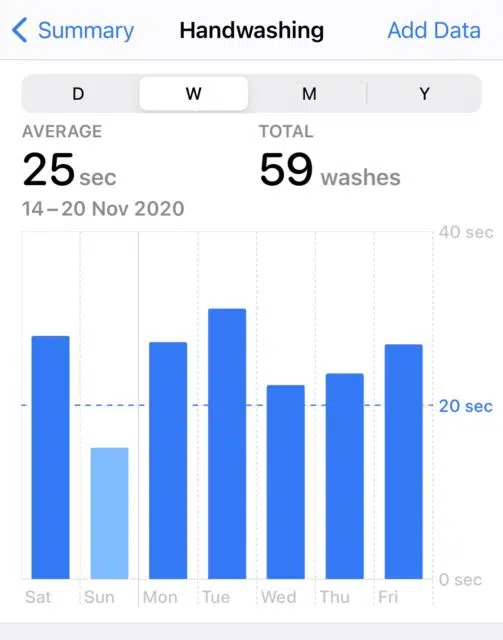 Summary Handwashing Add Data
D W M Y
AVERAGE TOTAL
25 sec 59 washes
14–20 Nov 2020
40 sec
20 sec
0 sec
Sat Sun Mon Tue Wed Thu Fri